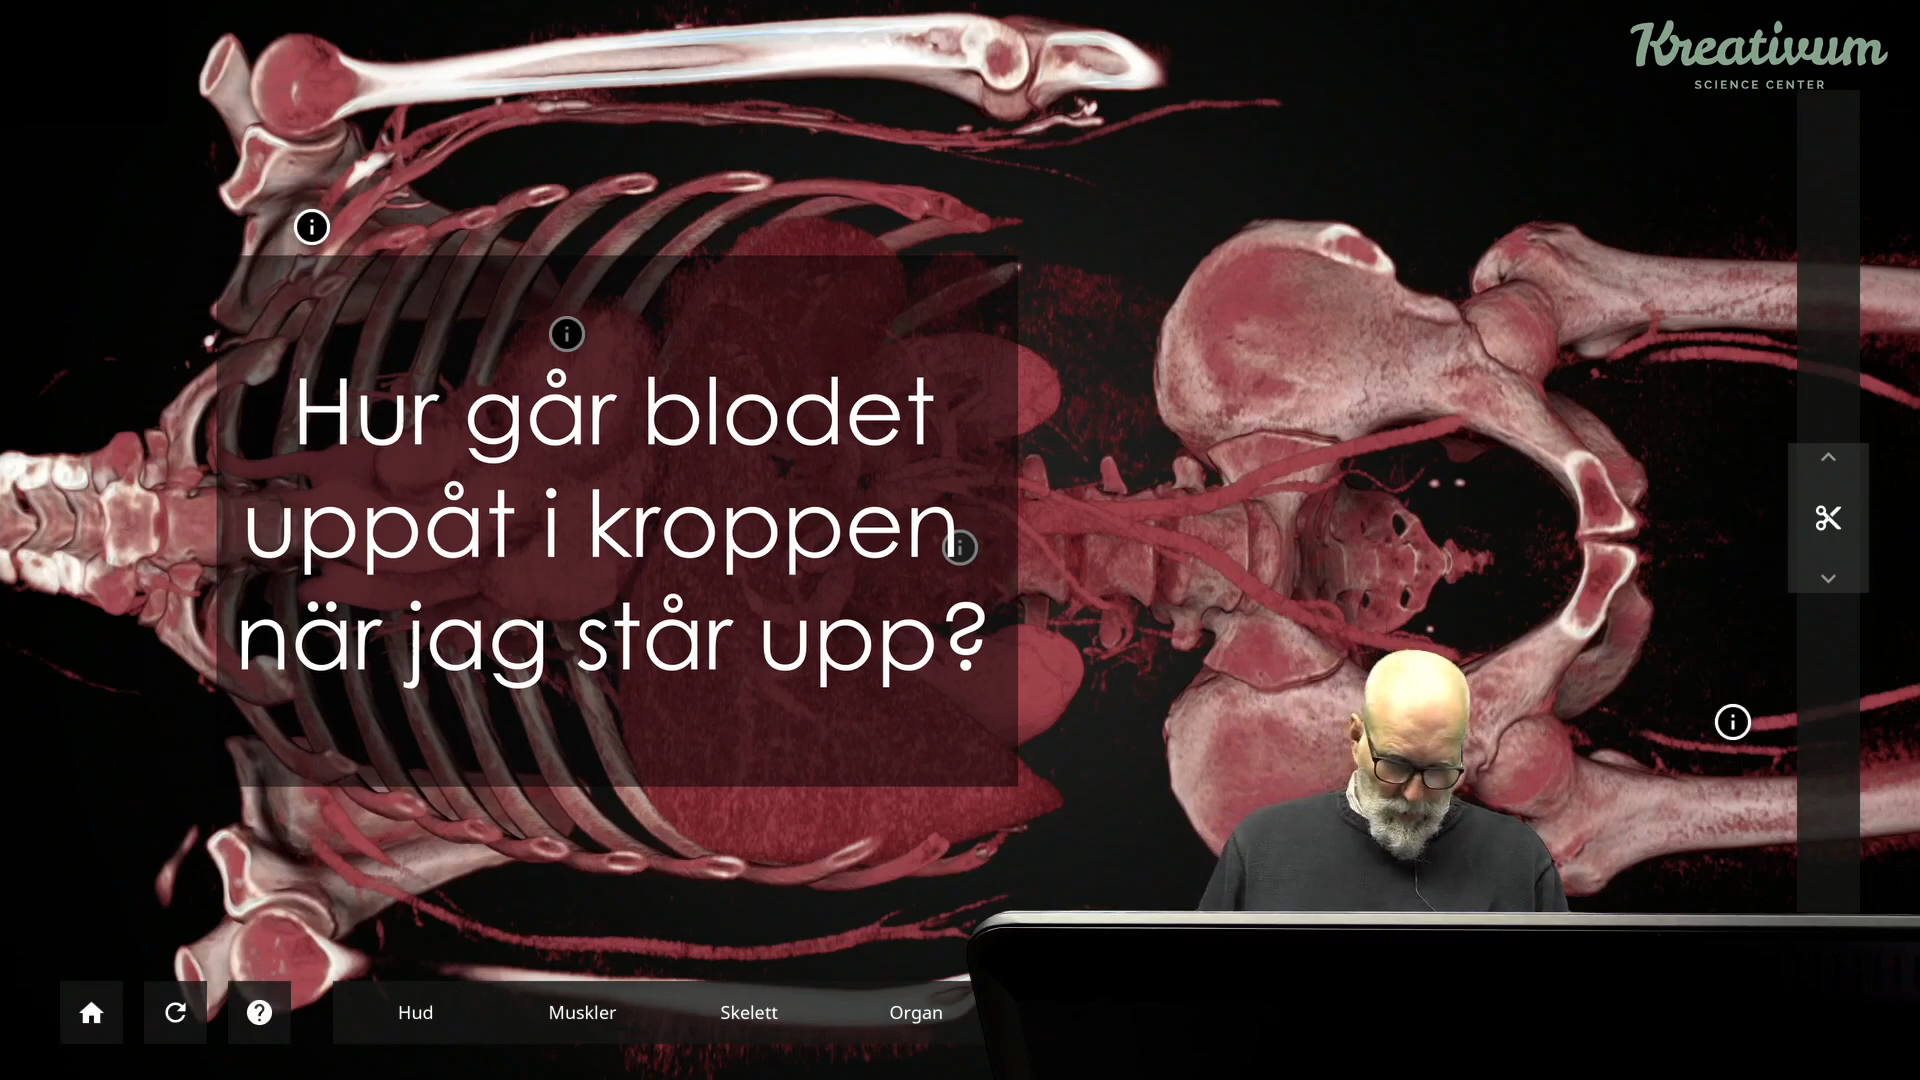 Kreativum
SCIENCE CENTER
Hur går blodet
uppåt i kroppen
när jag står upp?
Hud Muskler Skelett Organ